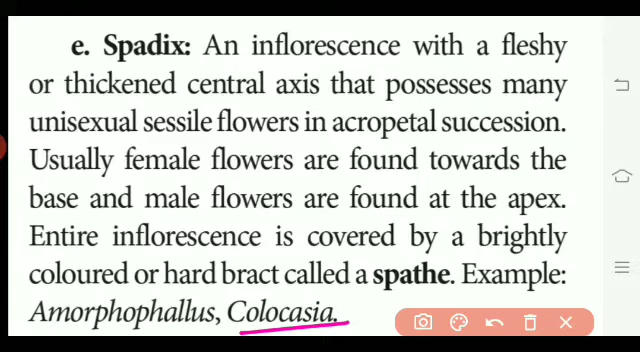 e. Spadix: An inflorescence with a fleshy
or thickened central axis that possesses many
unisexual sessile flowers in acropetal succession.
Usually female flowers are found towards the
base and male flowers are found at the apex.
Entire inflorescence is covered by a brightly
coloured or hard bract called a spathe. Example:
Amorphophallus, Colocasia.